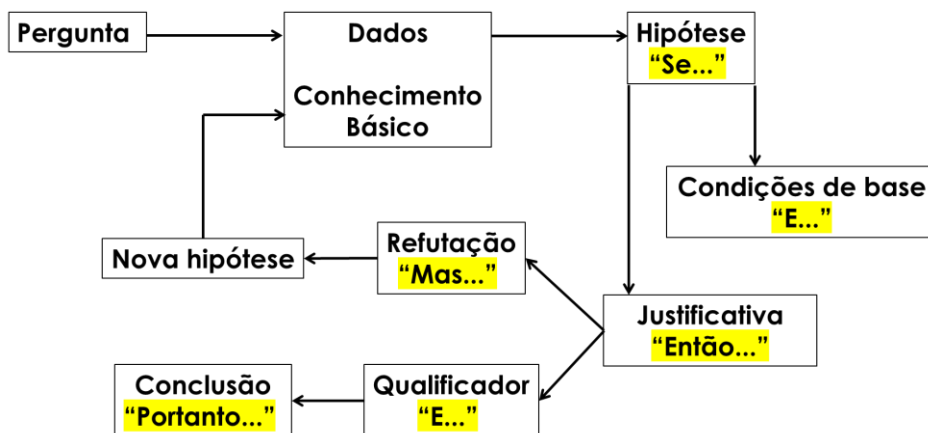 Pergunta
Dados
Conhecimento
Básico
Hipótese
“Se...”
Condições de base
“E...”
Refutação
“Mas...”
Nova hipótese
Justificativa
“Então...”
Qualificador
“E...”
Conclusão
“Portanto...”